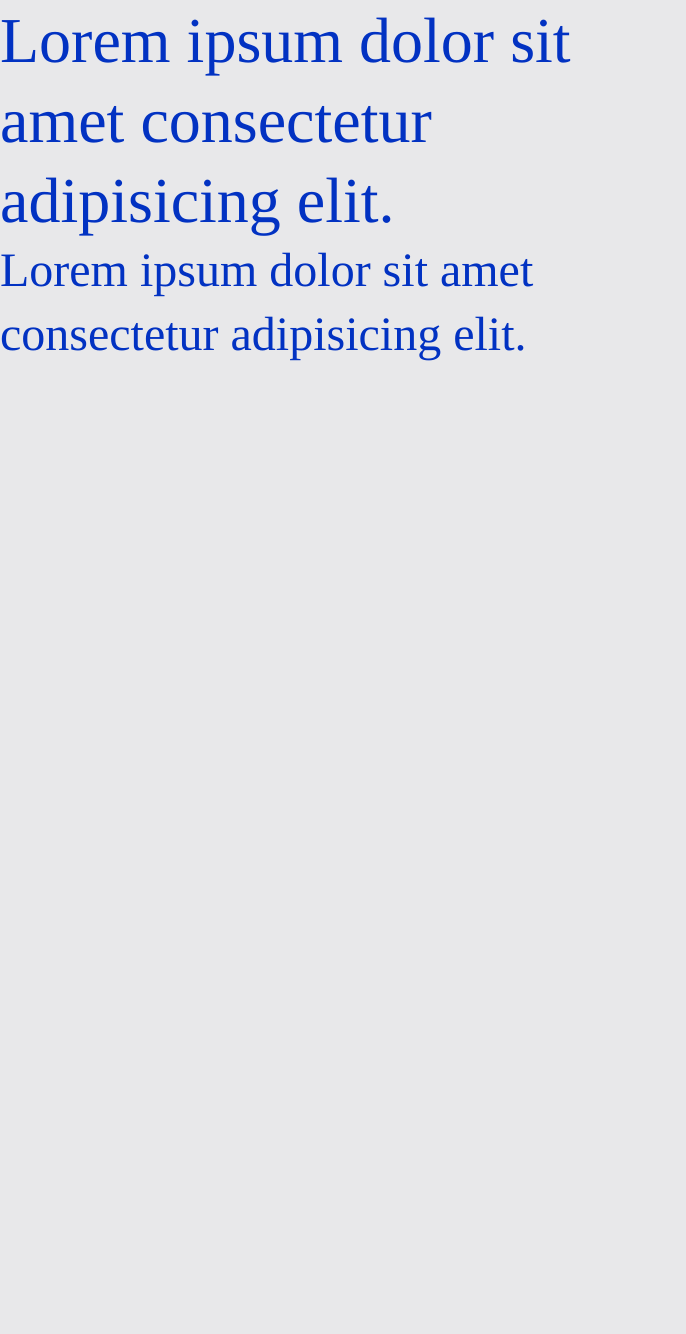 Lorem ipsum dolor sit
amet consectetur
adipisicing elit.
Lorem ipsum dolor sit amet
consectetur adipisicing elit.